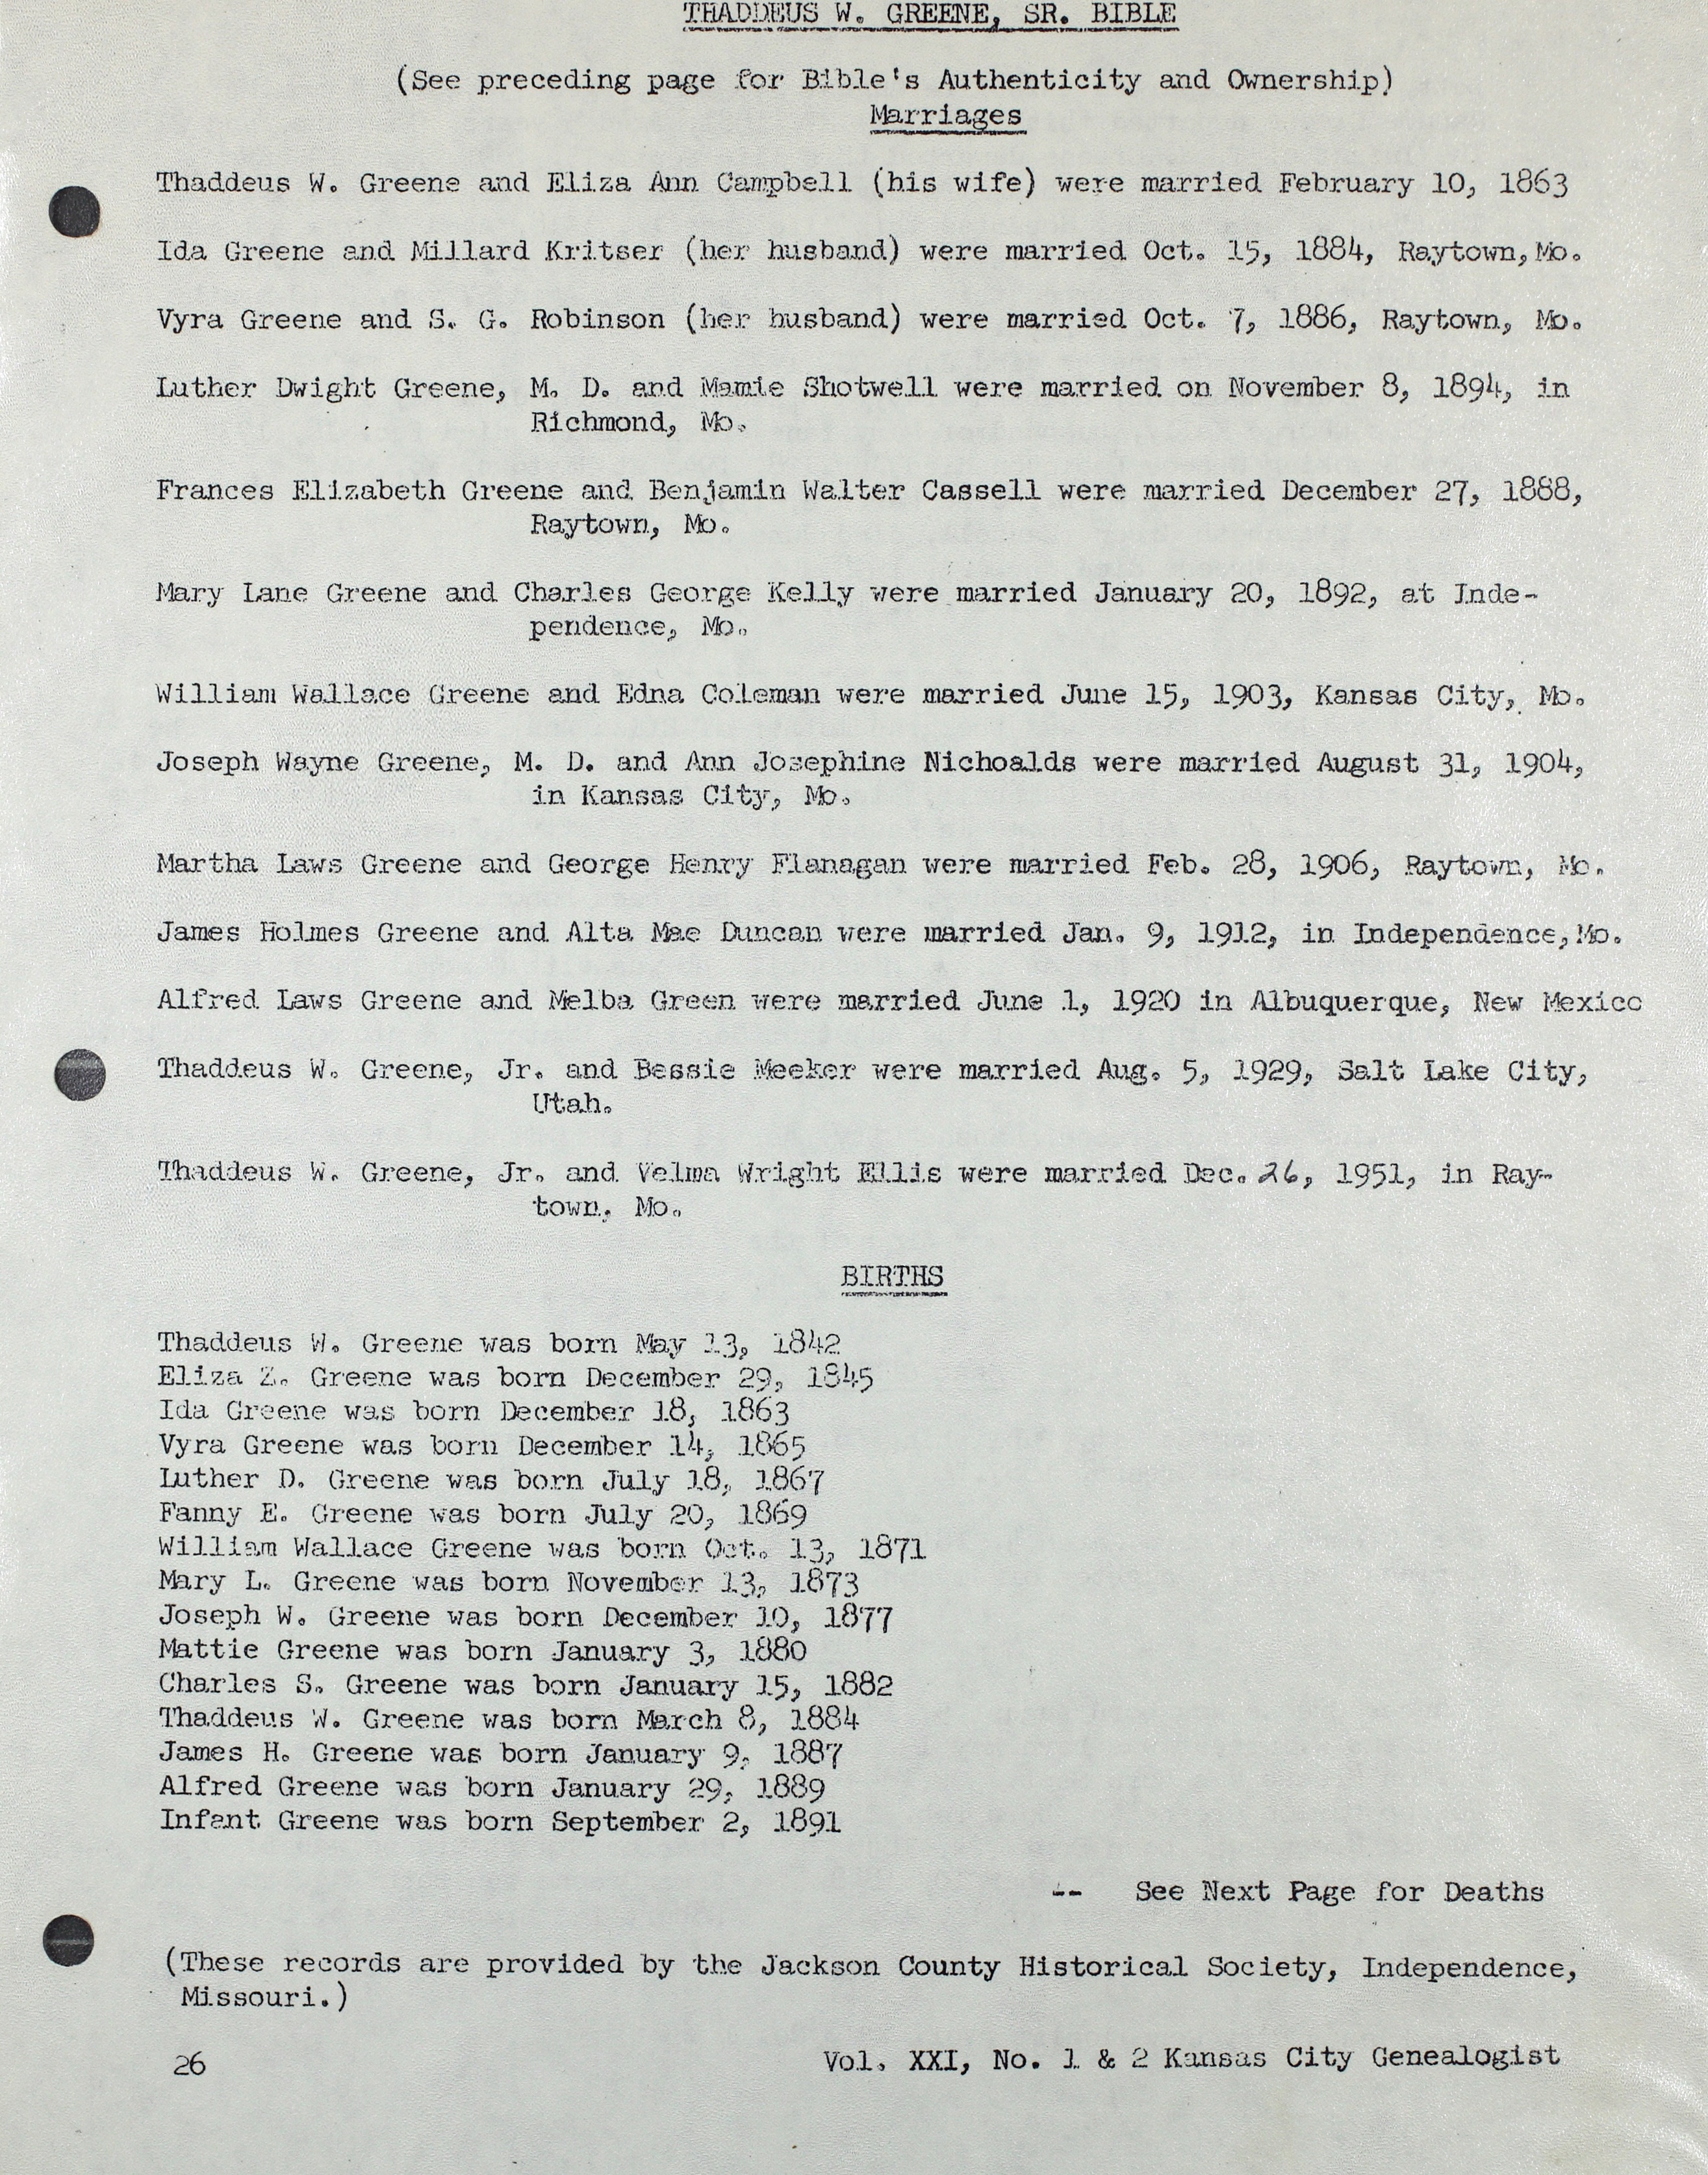 THADDEUS W. GREENE, SR. BIBLE
(See preceding page for Bible's Authenticity and Ownership)
Marriages
Thaddeus W. Greene and Eliza Ann Campbell (his wife) were married February 10, 1863
Ida Greene and Millard Kritser (her husband) were married Oct. 15, 1884, Raytown, Mo.
Vyra Greene and S. G. Robinson (her husband) were married Oct. 7, 1886, Raytown, Mo.
Luther Dwight Greene, M. D. and Mamie Shotwell were married on November 8, 1894, in
Richmond, Mo.
Frances Elizabeth Greene and Benjamin Walter Cassell were married December 27, 1888,
Raytown, Mo.
Mary Lane Greene and Charles George Kelly were married January 20, 1892, at Inde-
pendence, Mo.
William Wallace Greene and Edna Coleman were married June 15, 1903, Kansas City, Mo.
Joseph Wayne Greene, M. D. and Ann Josephine Nichoalds were married August 31, 1904,
in Kansas City, Mo.
Martha Laws Greene and George Henry Flanagan were married Feb. 28, 1906, Raytown, Mo.
James Holmes Greene and Alta Mae Duncan were married Jan. 9, 1912, in Independence, Mo.
Alfred Laws Greene and Melba Green were married June 1, 1920 in Albuquerque, New Mexico
Thaddeus W. Greene, Jr. and Bessie Meeker were married Aug. 5, 1929, Salt Lake City,
Utah.
Thaddeus W. Greene, Jr. and Velma Wright Ellis were married Dec. 26, 1951, in Ray-
town, Mo.
BIRTHS
Thaddeus W. Greene was born May 13, 1842
Eliza Z. Greene was born December 29, 1845
Ida Greene was born December 18, 1863
Vyra Greene was born December 14, 1865
Luther D. Greene was born July 18, 1867
Fanny E. Greene was born July 20, 1869
William Wallace Greene was born Oct. 13, 1871
Mary L. Greene was born November 13, 1873
Joseph W. Greene was born December 10, 1877
Mattie Greene was born January 3, 1880
Charles S. Greene was born January 15, 1882
Thaddeus W. Greene was born March 8, 1884
James H. Greene was born January 9, 1887
Alfred Greene was born January 29, 1889
Infant Greene was born September 2, 1891
-- See Next Page for Deaths
(These records are provided by the Jackson County Historical Society, Independence,
Missouri.)
26 Vol. XXI, No. 1 & 2 Kansas City Genealogist